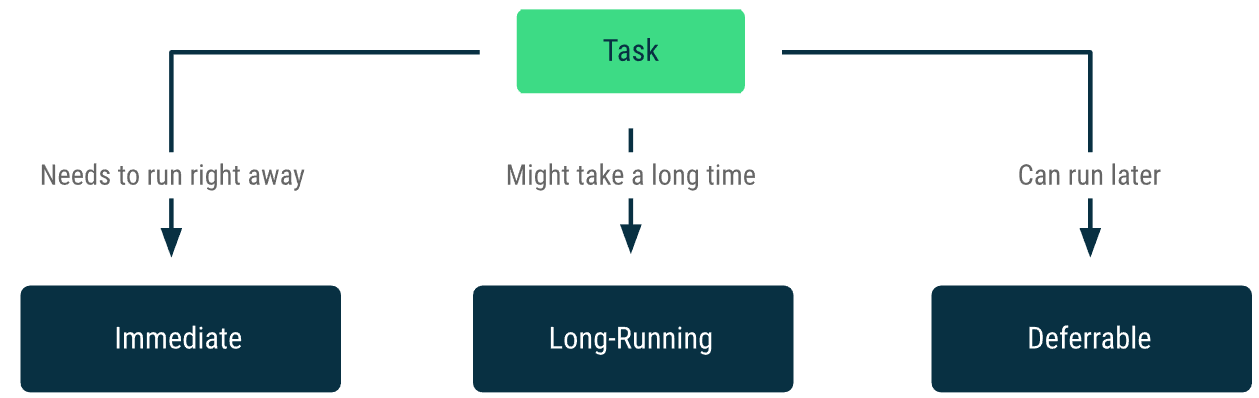 Task
Needs to run right away
Might take a long time
Can run later
Immediate
Long-Running
Deferrable